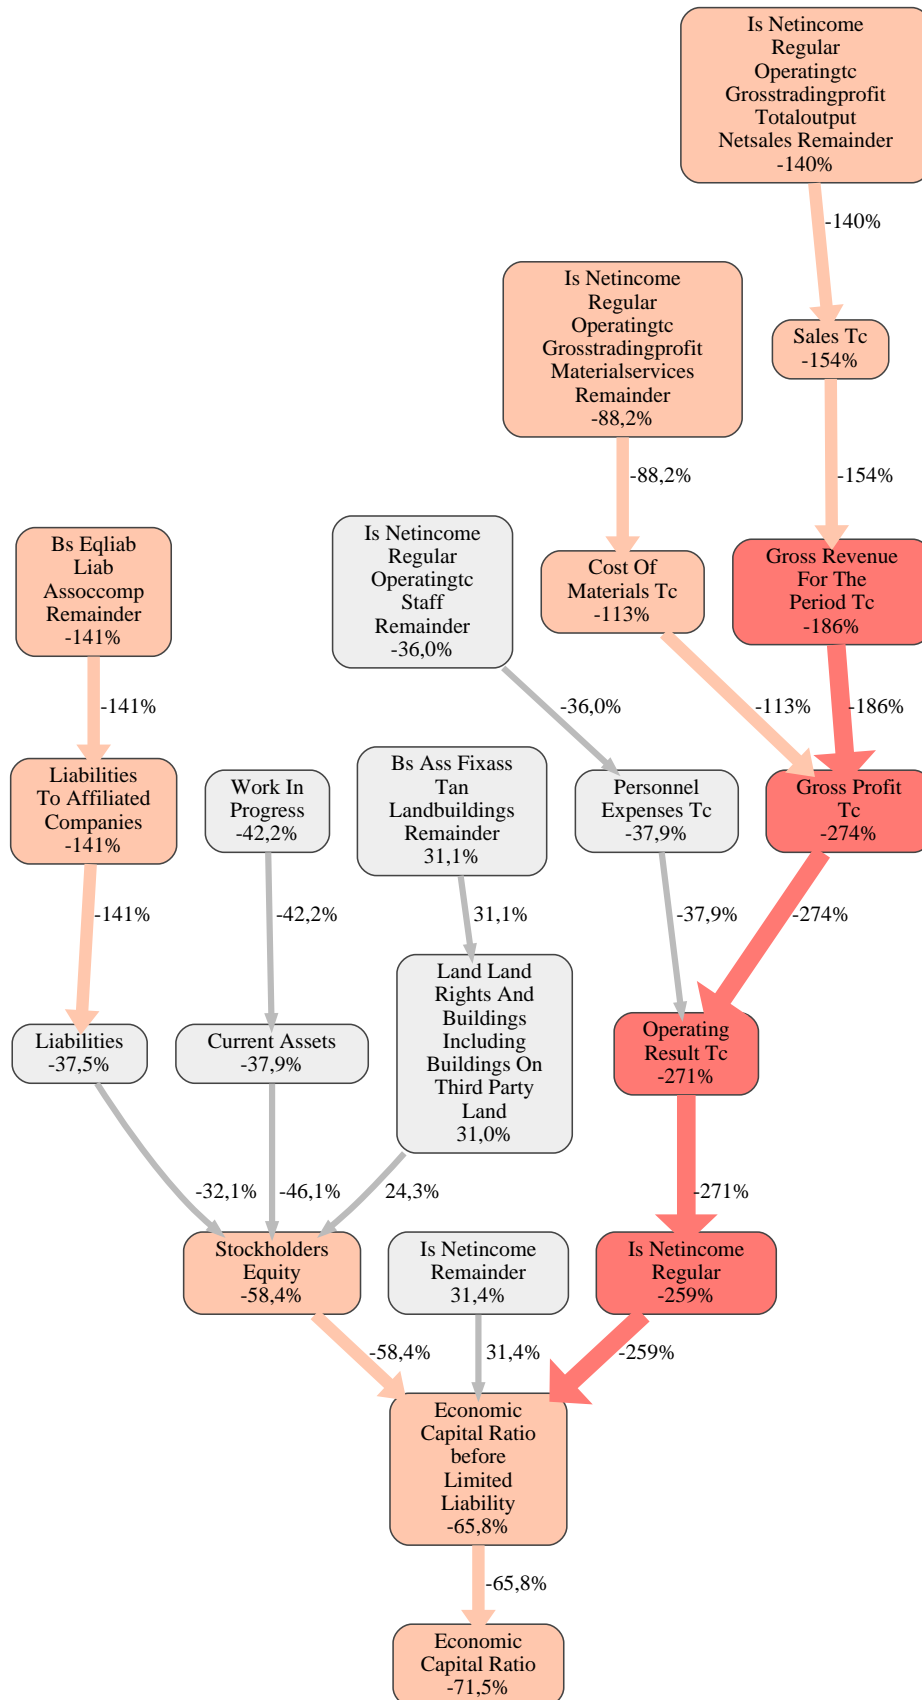 Is Netincome
Regular
Operatingtc
Grosstradingprofit
Totaloutput
Netsales Remainder
-140%
-140%
Is Netincome
Regular
Operatingtc
Grosstradingprofit
Materialservices
Remainder
-88,2%
Sales Tc
-154%
-88,2%
-154%
Bs Eqliab
Liab
Assoccomp
Remainder
-141%
Is Netincome
Regular
Operatingtc
Staff
Remainder
-36,0%
Cost Of
Materials Tc
-113%
Gross Revenue
For The
Period Tc
-186%
-141%
-36,0%
-113%
-186%
Liabilities
To Affiliated
Companies
-141%
Work In
Progress
-42,2%
Bs Ass Fixass
Tan
Landbuildings
Remainder
31,1%
Personnel
Expenses Tc
-37,9%
Gross Profit
Tc
-274%
-141%
-42,2%
31,1%
-37,9%
-274%
Liabilities
-37,5%
Current Assets
-37,9%
Land Land
Rights And
Buildings
Including
Buildings On
Third Party
Land
31,0%
Operating
Result Tc
-271%
-32,1%
-46,1%
24,3%
-271%
Stockholders
Equity
-58,4%
Is Netincome
Remainder
31,4%
Is Netincome
Regular
-259%
-58,4%
31,4%
-259%
Economic
Capital Ratio
before
Limited
Liability
-65,8%
-65,8%
Economic
Capital Ratio
-71,5%